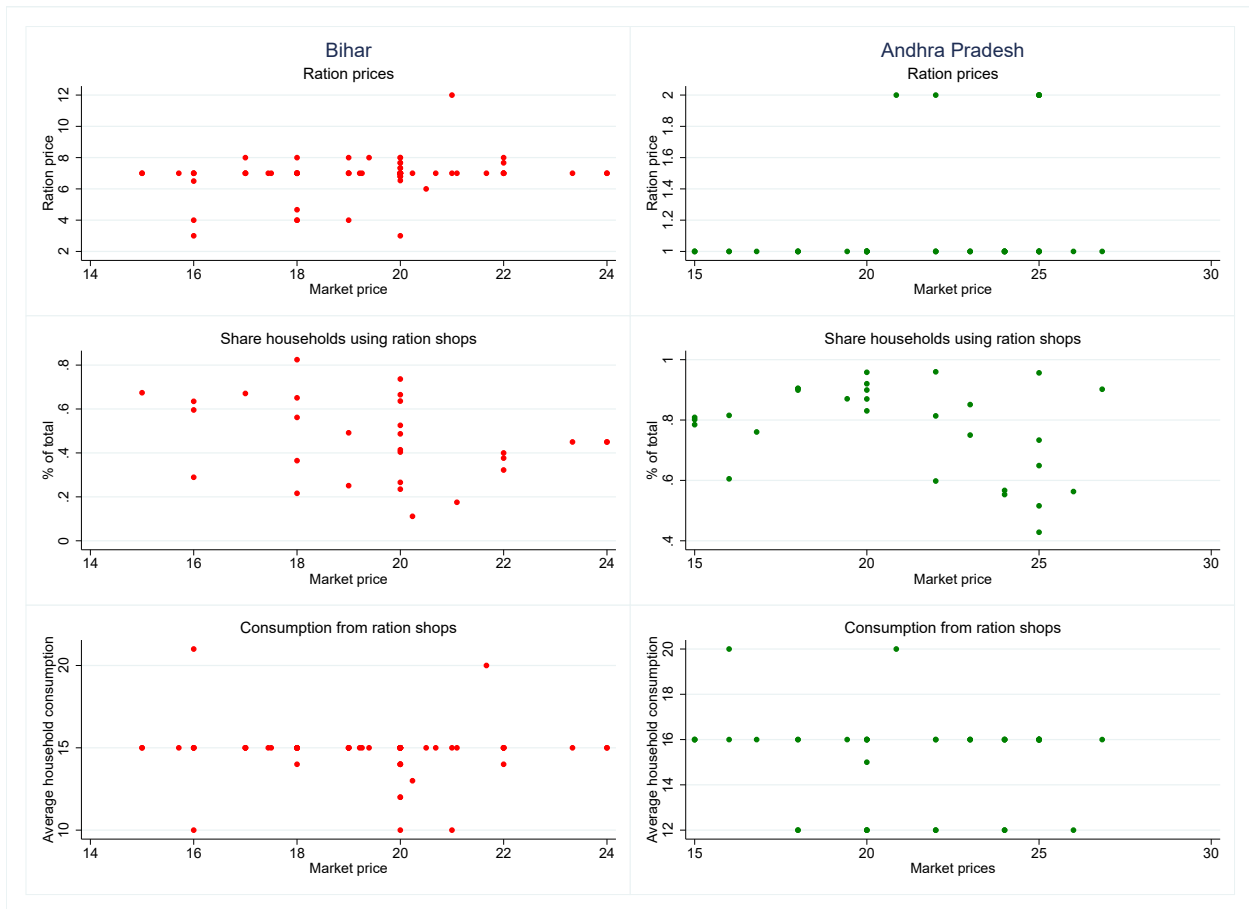 Bihar
Ration prices
Ration price
12
10
8
6
4
2
14 16 18 20 22 24
Market price
Andhra Pradesh
Ration prices
Ration price
2
1.8
1.6
1.4
1.2
1
15 20 25 30
Market price
Share households using ration shops
% of total
.8
.6
.4
.2
0
14 16 18 20 22 24
Market price
Share households using ration shops
% of total
1
.8
.6
.4
15 20 25 30
Market price
Consumption from ration shops
Average household consumption
20
15
10
14 16 18 20 22 24
Market price
Consumption from ration shops
Average household consumption
20
18
16
14
12
15 20 25 30
Market prices